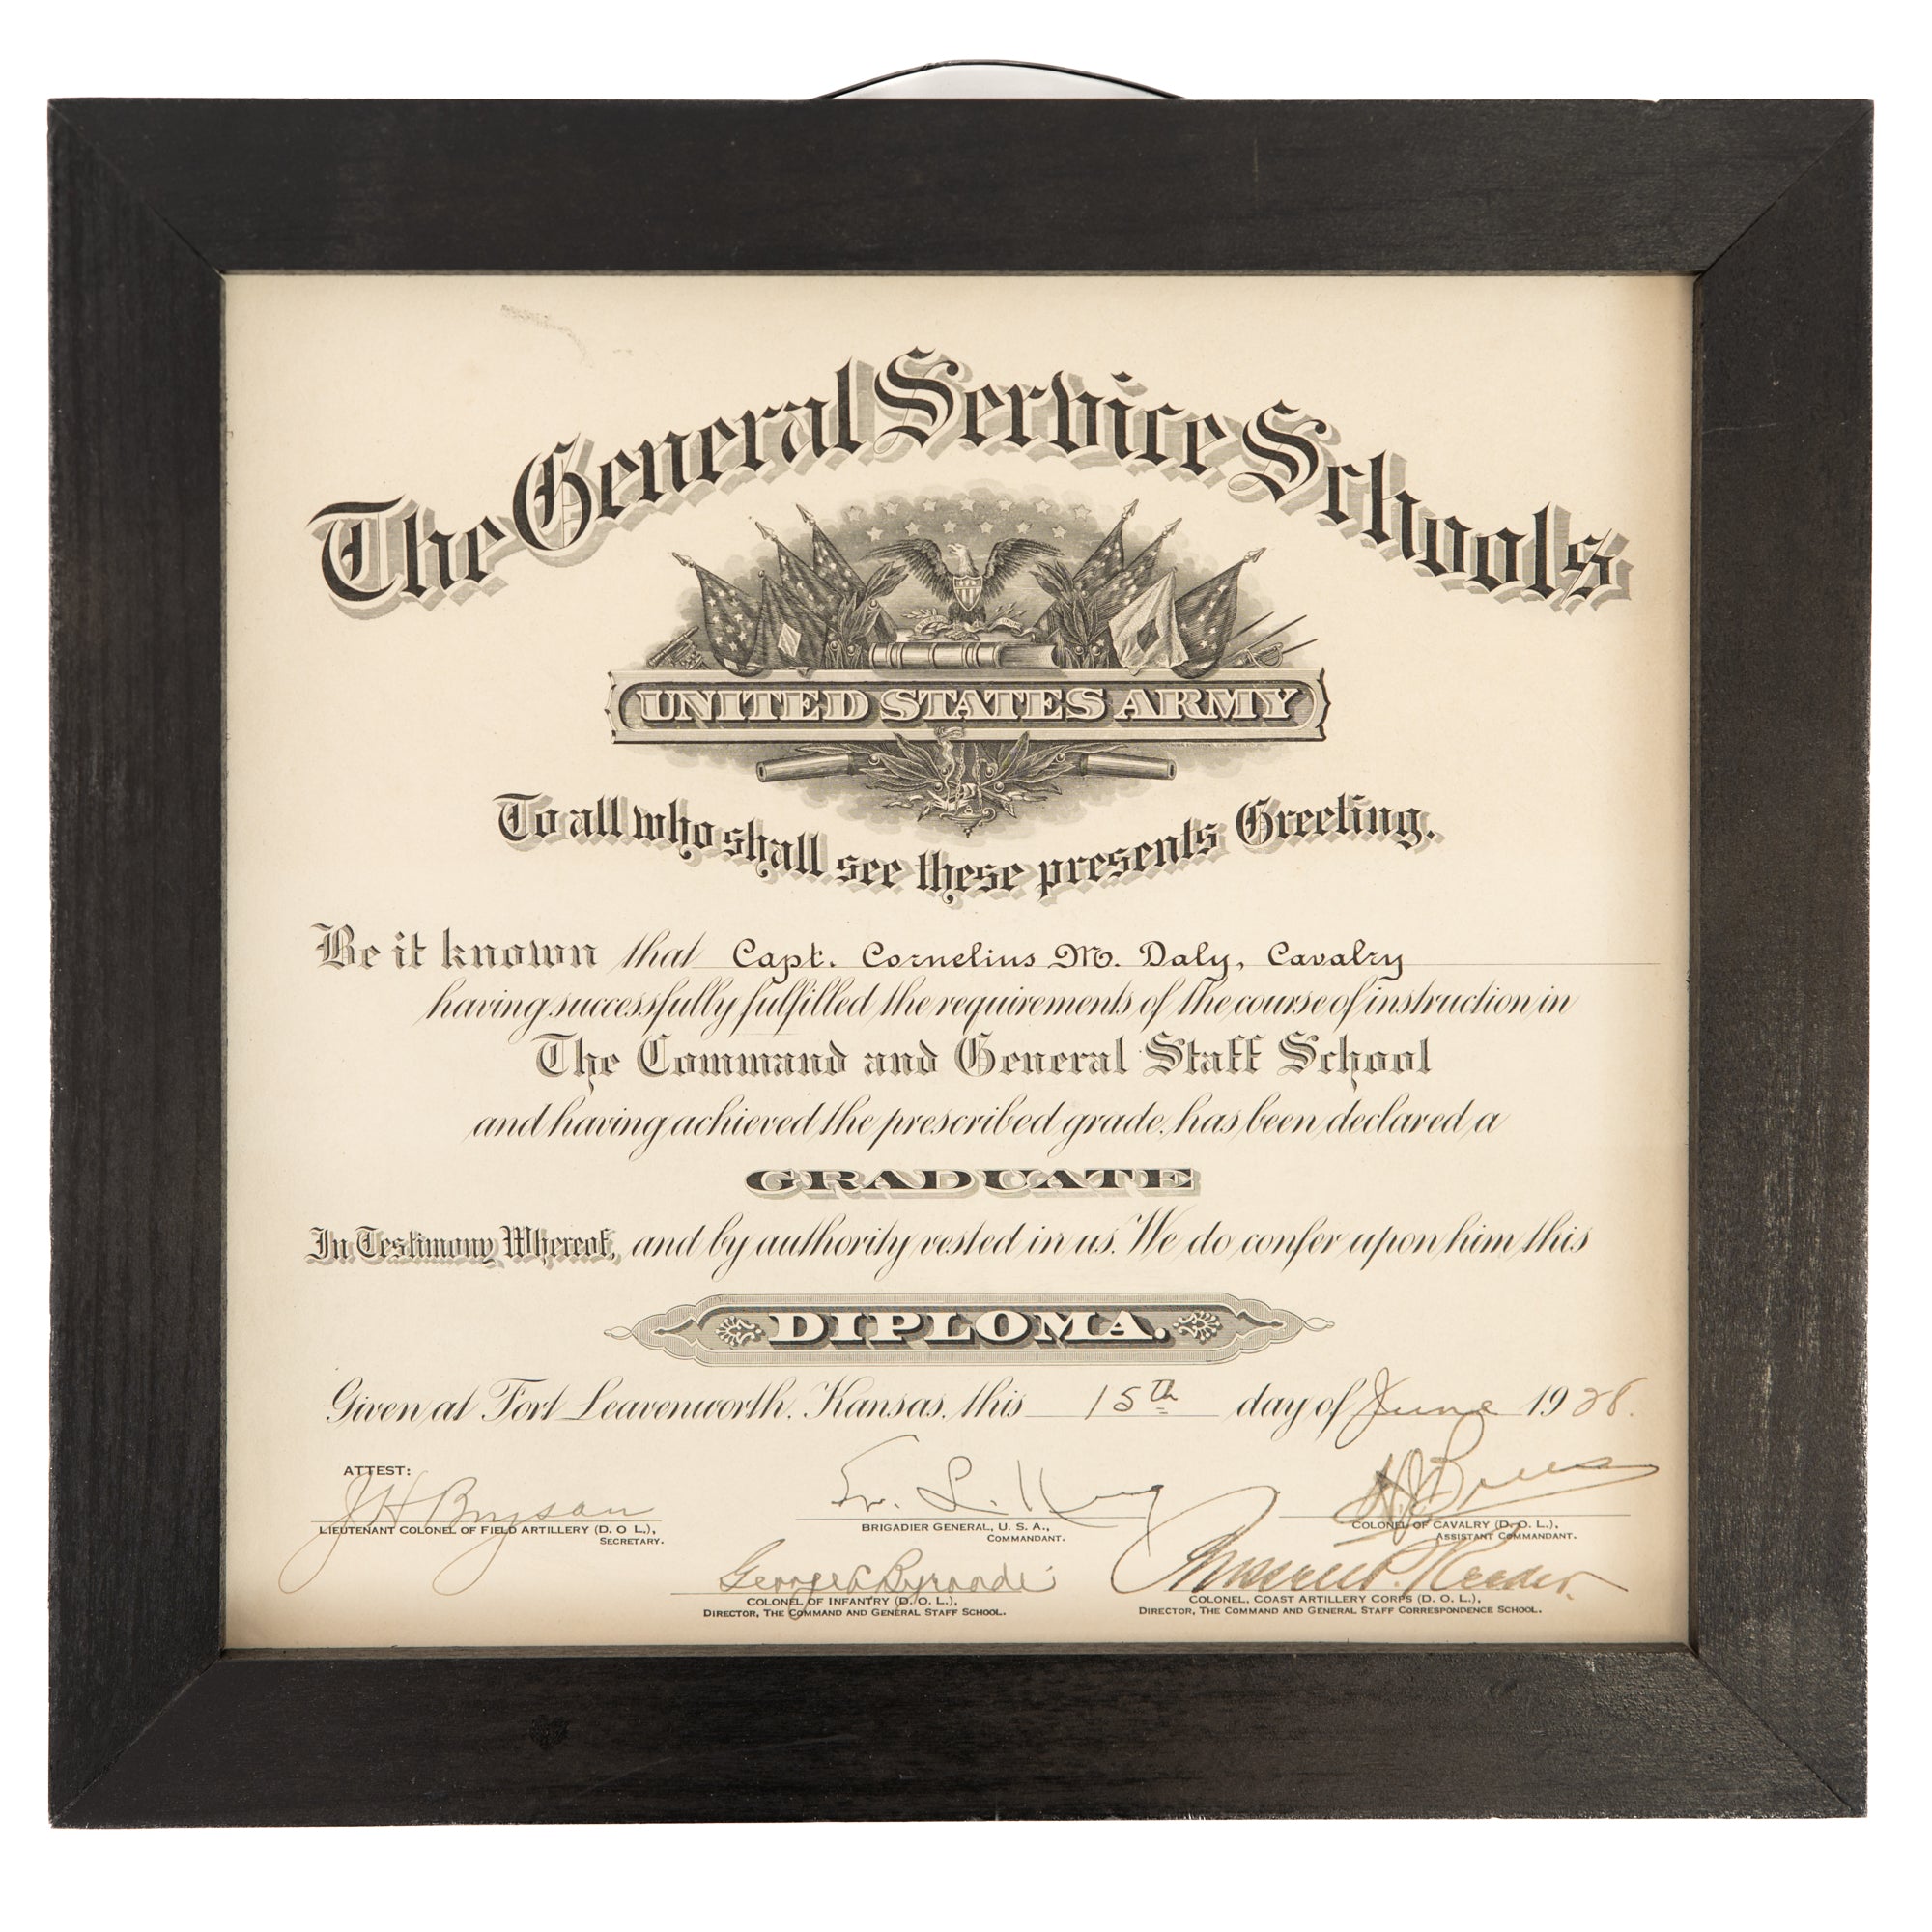 The General Service Schools
UNITED STATES ARMY
To all who shall see these presents Greeting.
Be it known that Capt. Cornelius M. Daly, Cavalry
having successfully fulfilled the requirements of the course of instruction in
The Command and General Staff School
and having achieved the prescribed grade, has been declared a
GRADUATE
In Testimony Whereof, and by authority vested in us, We do confer upon him this
DIPLOMA.
Given at Fort Leavenworth, Kansas, this 15th day of June 1928.
ATTEST:
J H Bryson
LIEUTENANT COLONEL OF FIELD ARTILLERY (D. O L.),
SECRETARY.
L. King
BRIGADIER GENERAL, U. S. A.,
COMMANDANT.
COLONEL OF CAVALRY (D. O. L.),
ASSISTANT COMMANDANT.
George
COLONEL OF INFANTRY (D. O. L.),
DIRECTOR, THE COMMAND AND GENERAL STAFF SCHOOL.
COLONEL, COAST ARTILLERY CORPS (D. O. L.),
DIRECTOR, THE COMMAND AND GENERAL STAFF CORRESPONDENCE SCHOOL.